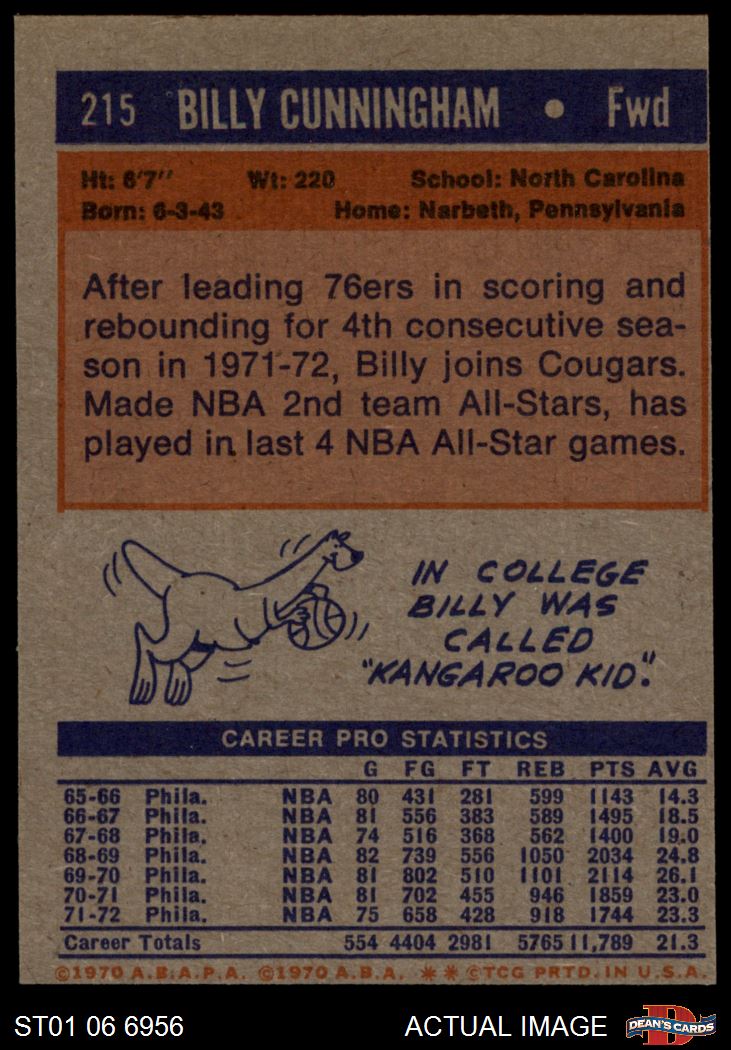 215 BILLY CUNNINGHAM • Fwd
Ht: 6'7" Wt: 220 School: North Carolina
Born: 6-3-43 Home: Narbeth, Pennsylvania
After leading 76ers in scoring and
rebounding for 4th consecutive sea-
son in 1971-72, Billy joins Cougars.
Made NBA 2nd team All-Stars, has
played in last 4 NBA All-Star games.
IN COLLEGE
BILLY WAS
CALLED
"KANGAROO KID."
CAREER PRO STATISTICS
G FG FT REB PTS AVG
65-66 Phila. NBA 80 431 281 599 1143 14.3
66-67 Phila. NBA 81 556 383 589 1495 18.5
67-68 Phila. NBA 74 516 368 562 1400 19.0
68-69 Phila. NBA 82 739 556 1050 2034 24.8
69-70 Phila. NBA 81 802 510 1101 2114 26.1
70-71 Phila. NBA 81 702 455 946 1859 23.0
71-72 Phila. NBA 75 658 428 918 1744 23.3
Career Totals 554 4404 2981 5765 11,789 21.3
©1970 A.B.A.P.A. ©1970 A.B.A. ** ©TCG PRTD. IN U.S.A.
ST01 06 6956 ACTUAL IMAGE D DEAN'S CARDS